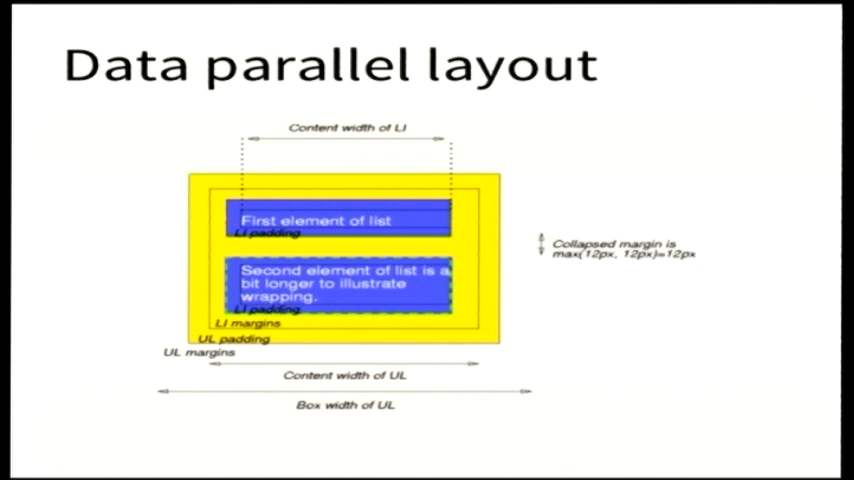 Data parallel layout
Content width of LI
First element of list
LI padding
Collapsed margin is
max(12px, 12px)=12px
Second element of list is a
bit longer to illustrate
wrapping.
LI padding
LI margins
UL padding
UL margins
Content width of UL
Box width of UL